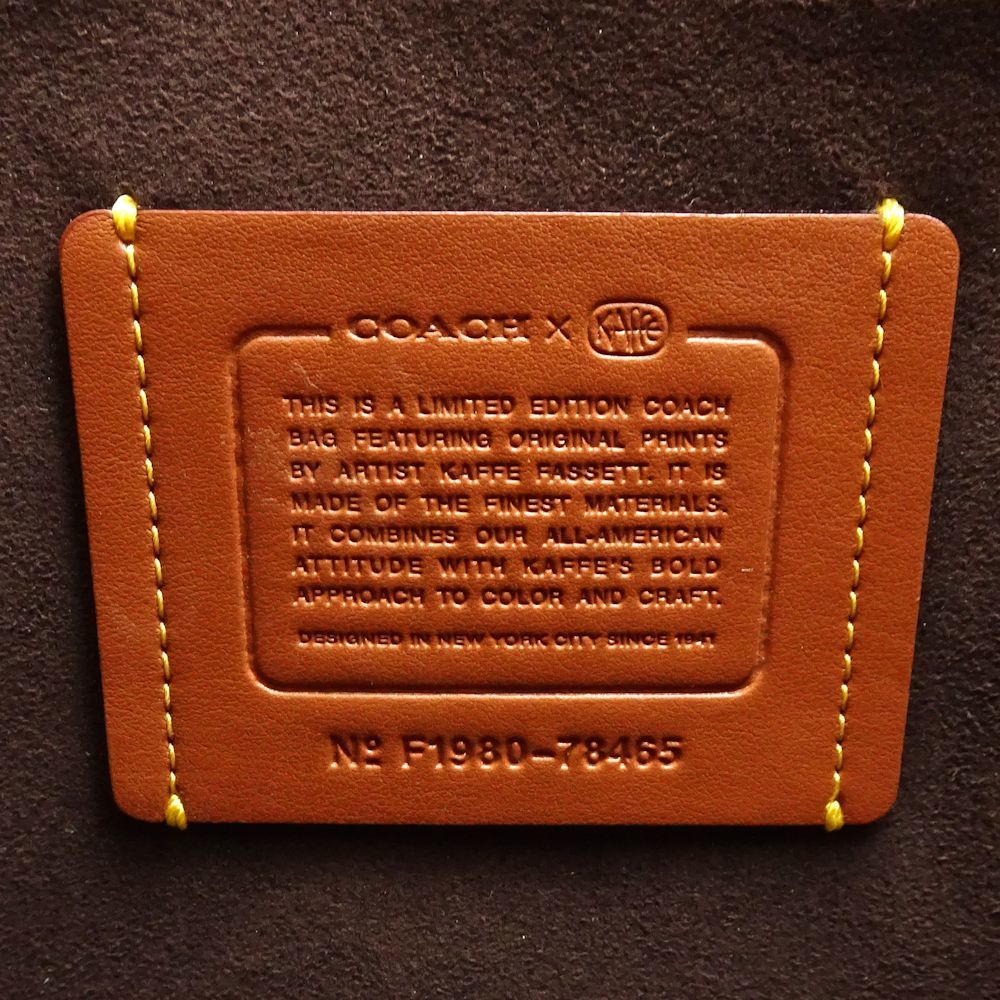 COACH X Kaffe
THIS IS A LIMITED EDITION COACH
BAG FEATURING ORIGINAL PRINTS
BY ARTIST KAFFE FASSETT. IT IS
MADE OF THE FINEST MATERIALS.
IT COMBINES OUR ALL-AMERICAN
ATTITUDE WITH KAFFE'S BOLD
APPROACH TO COLOR AND CRAFT.
DESIGNED IN NEW YORK CITY SINCE 1941
Nº F1980-78465